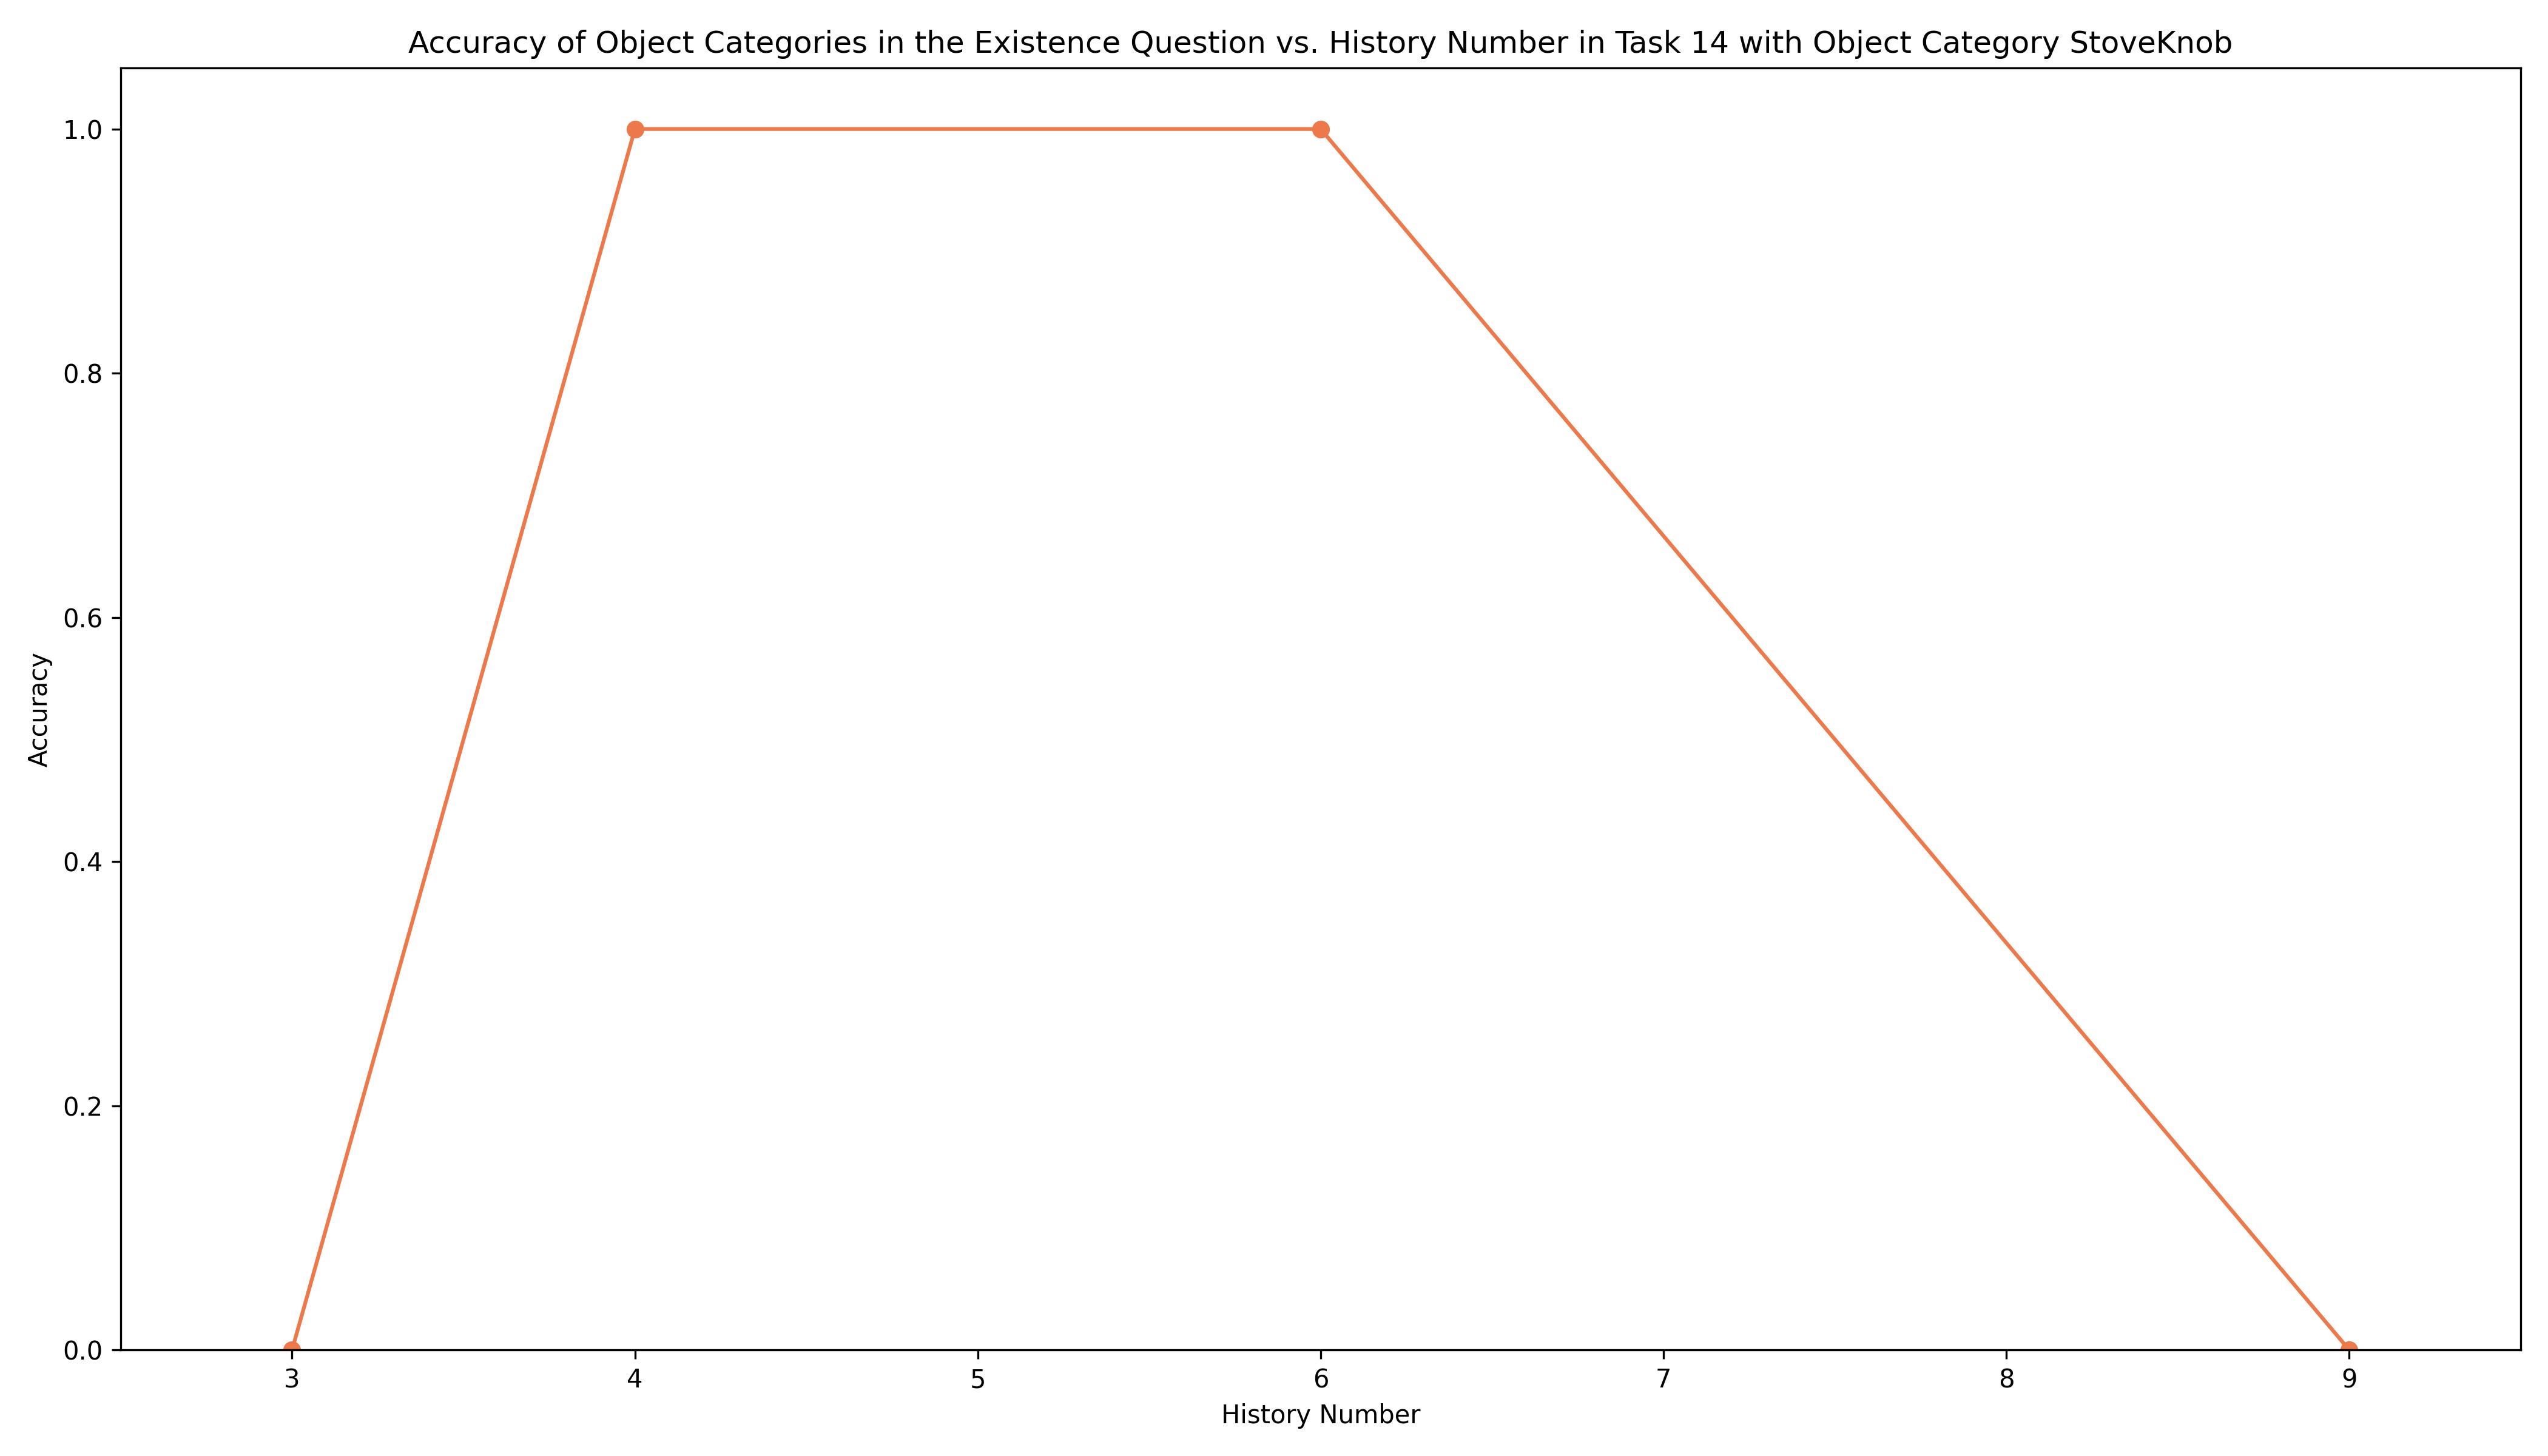 Accuracy of Object Categories in the Existence Question vs. History Number in Task 14 with Object Category StoveKnob
1.0
0.8
0.6
0.4
0.2
0.0
Accuracy
3 4 5 6 7 8 9
History Number